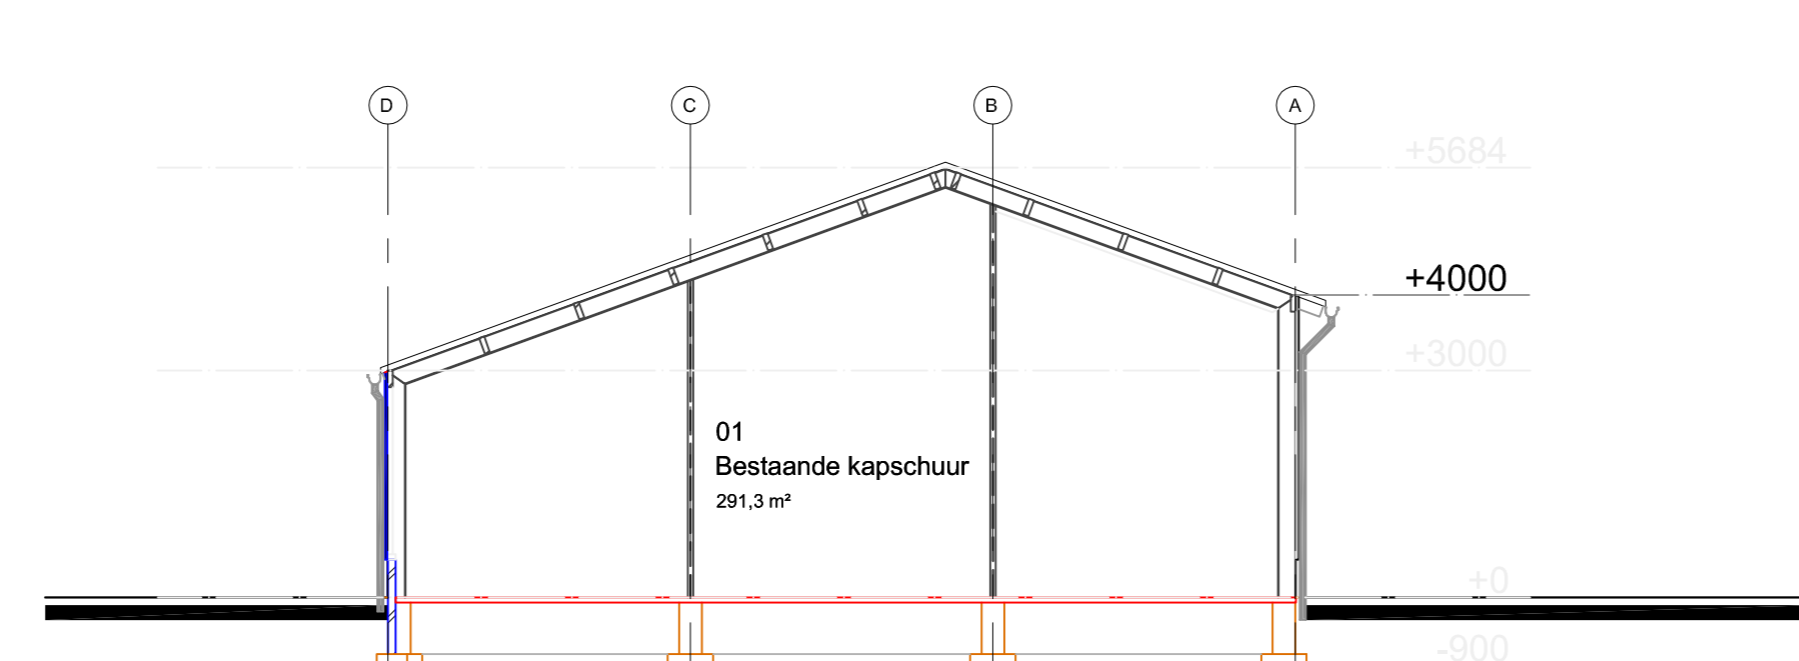 D C B A
+5684
+4000
+3000
01
Bestaande kapschuur
291,3 m²
+0
-900